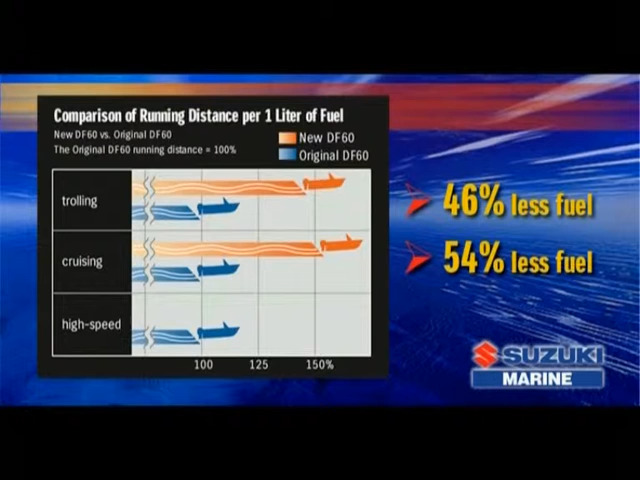 Comparison of Running Distance per 1 Liter of Fuel
New DF60 vs. Original DF60
The Original DF60 running distance = 100%
New DF60
Original DF60
trolling
cruising
high-speed
100 125 150%
46% less fuel
54% less fuel
SUZUKI
MARINE